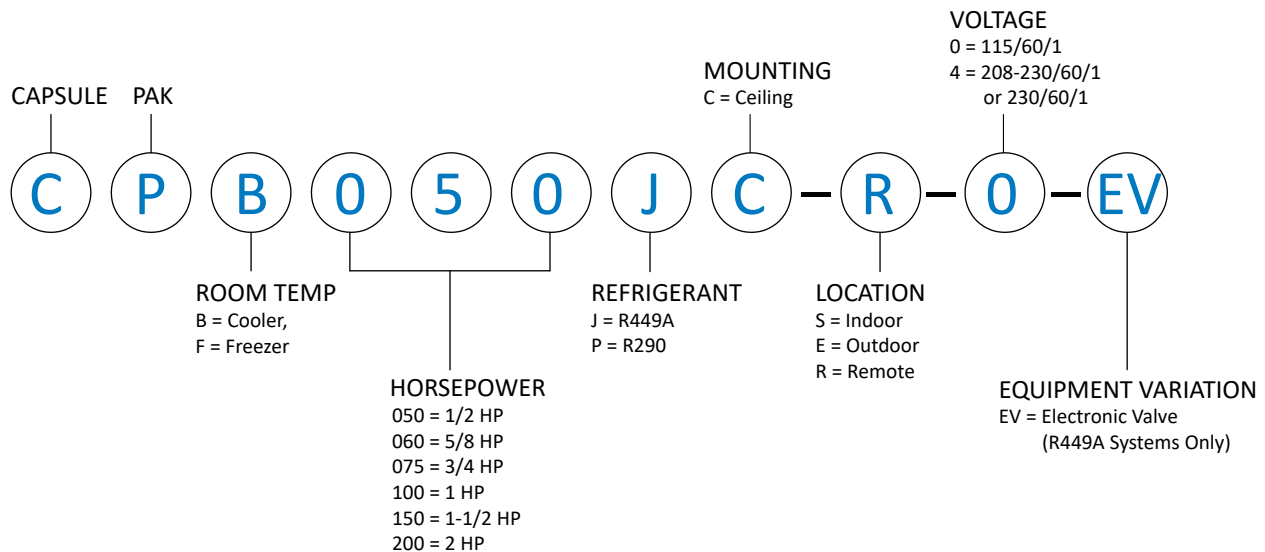 VOLTAGE
0 = 115/60/1
4 = 208-230/60/1
or 230/60/1
MOUNTING
C = Ceiling
CAPSULE PAK
C P B 0 5 0 J C - R - 0 - EV
ROOM TEMP
B = Cooler,
F = Freezer
REFRIGERANT
J = R449A
P = R290
LOCATION
S = Indoor
E = Outdoor
R = Remote
HORSEPOWER
050 = 1/2 HP
060 = 5/8 HP
075 = 3/4 HP
100 = 1 HP
150 = 1-1/2 HP
200 = 2 HP
EQUIPMENT VARIATION
EV = Electronic Valve
(R449A Systems Only)